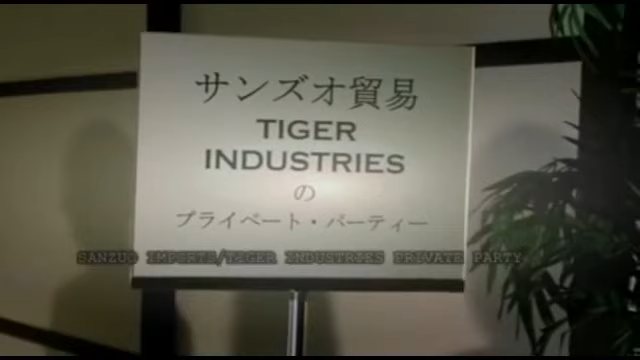 サンズオ貿易
TIGER
INDUSTRIES
の
プライベート・パーティー
SANZUO IMPORTS/TIGER INDUSTRIES PRIVATE PARTY